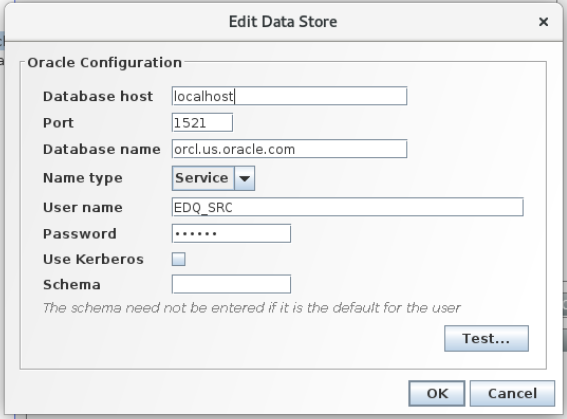 Edit Data Store
Oracle Configuration
Database host localhost
Port 1521
Database name orcl.us.oracle.com
Name type Service
User name EDQ_SRC
Password ••••••
Use Kerberos
Schema
The schema need not be entered if it is the default for the user
Test...
OK Cancel